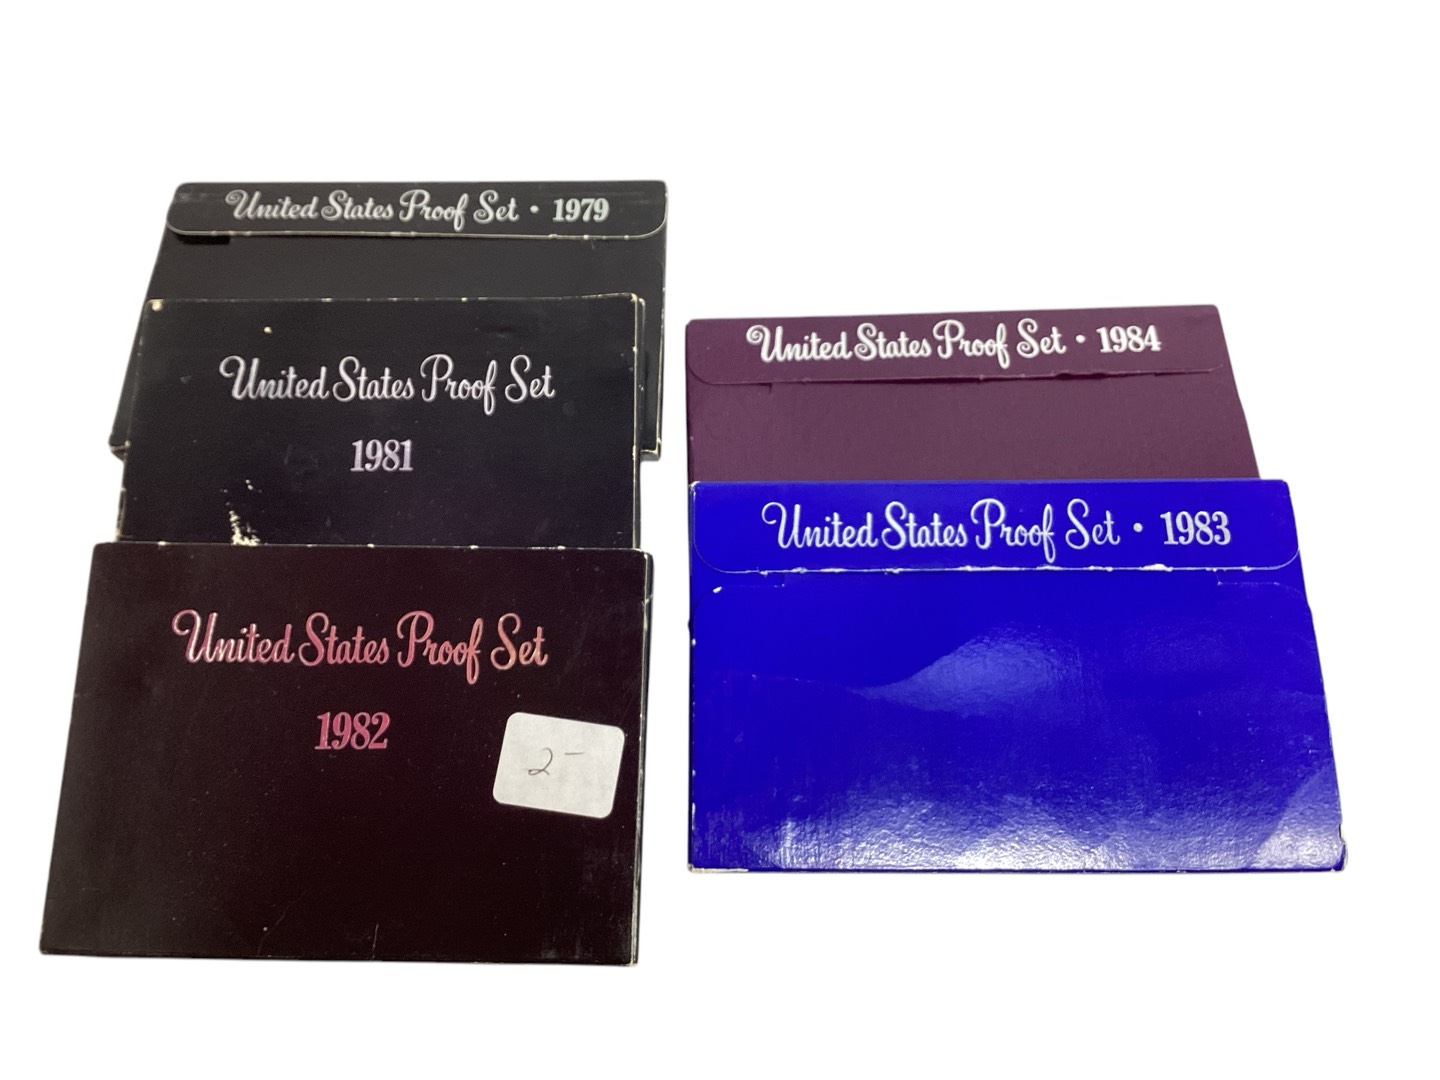 United States Proof Set • 1979
United States Proof Set
1981
United States Proof Set
1982
2-
United States Proof Set • 1984
United States Proof Set • 1983